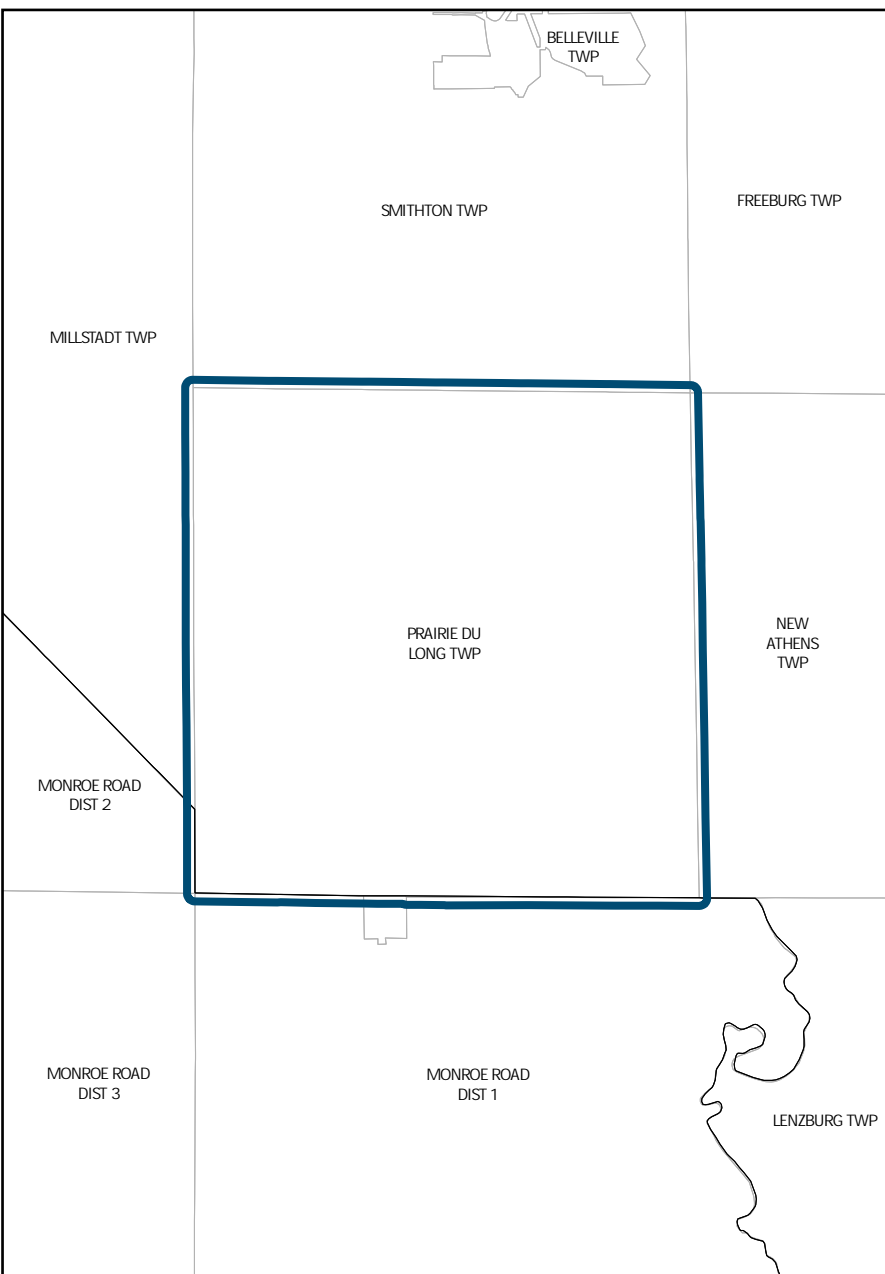 BELLEVILLE
TWP
SMITHTON TWP
FREEBURG TWP
MILLSTADT TWP
PRAIRIE DU
LONG TWP
NEW
ATHENS
TWP
MONROE ROAD
DIST 2
MONROE ROAD
DIST 3
MONROE ROAD
DIST 1
LENZBURG TWP